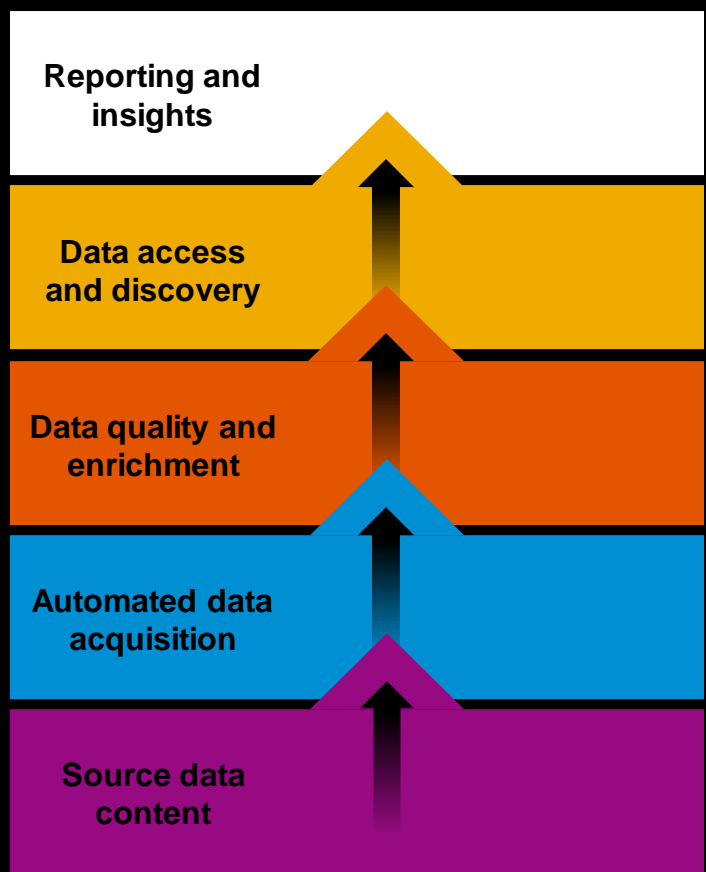 Reporting and
insights
Data access
and discovery
Data quality and
enrichment
Automated data
acquisition
Source data
content